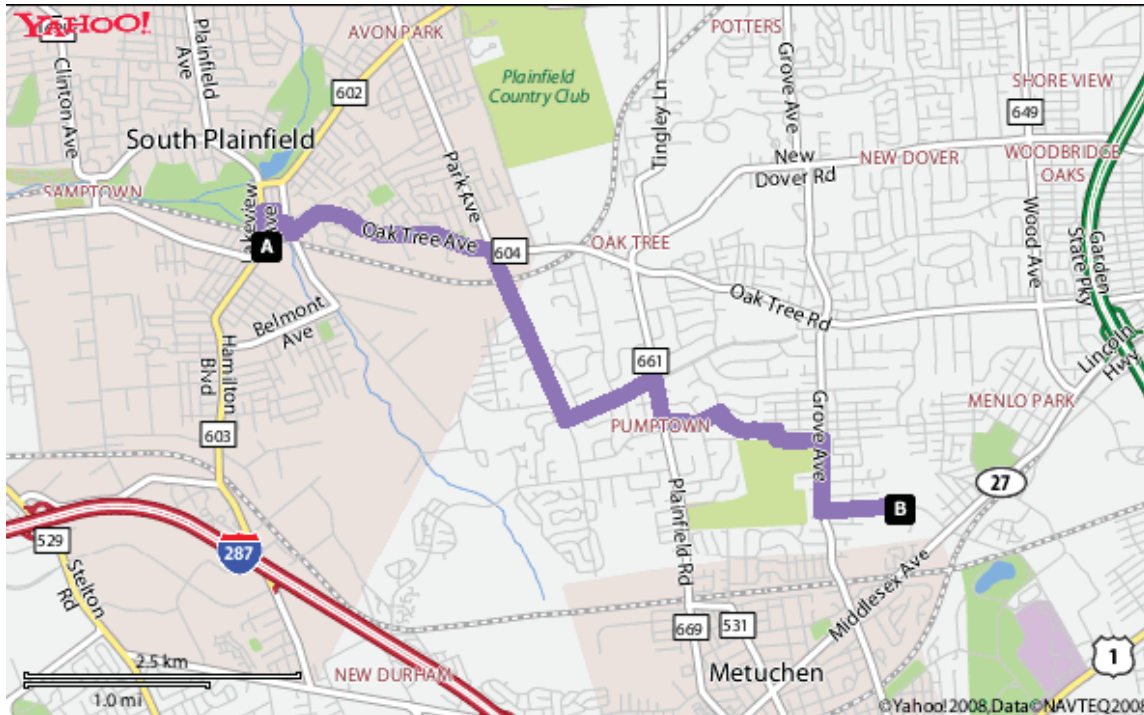 YAHOO!
Plainfield
Ave
AVON PARK
POTTERS
Grove Ave
Clinton Ave
602
Plainfield
Country Club
Tingley Ln
SHORE VIEW
649
South Plainfield
New
Dover Rd
NEW DOVER
WOODBRIDGE
OAKS
SAMPTOWN
Park Ave
Lakeview
Ave
A
Oak Tree Ave
604
OAK TREE
Wood Ave
Garden
State Pky
Oak Tree Rd
Belmont
Ave
Hamilton
Blvd
661
Lincoln
Hwy
Grove Ave
MENLO PARK
603
PUMPTOWN
27
Plainfield Rd
B
529
287
Stelton
Rd
Middlesex Ave
669
531
2.5 km
1.0 mi
NEW DURHAM
Metuchen
1
©Yahoo!2008,Data©NAVTEQ2008